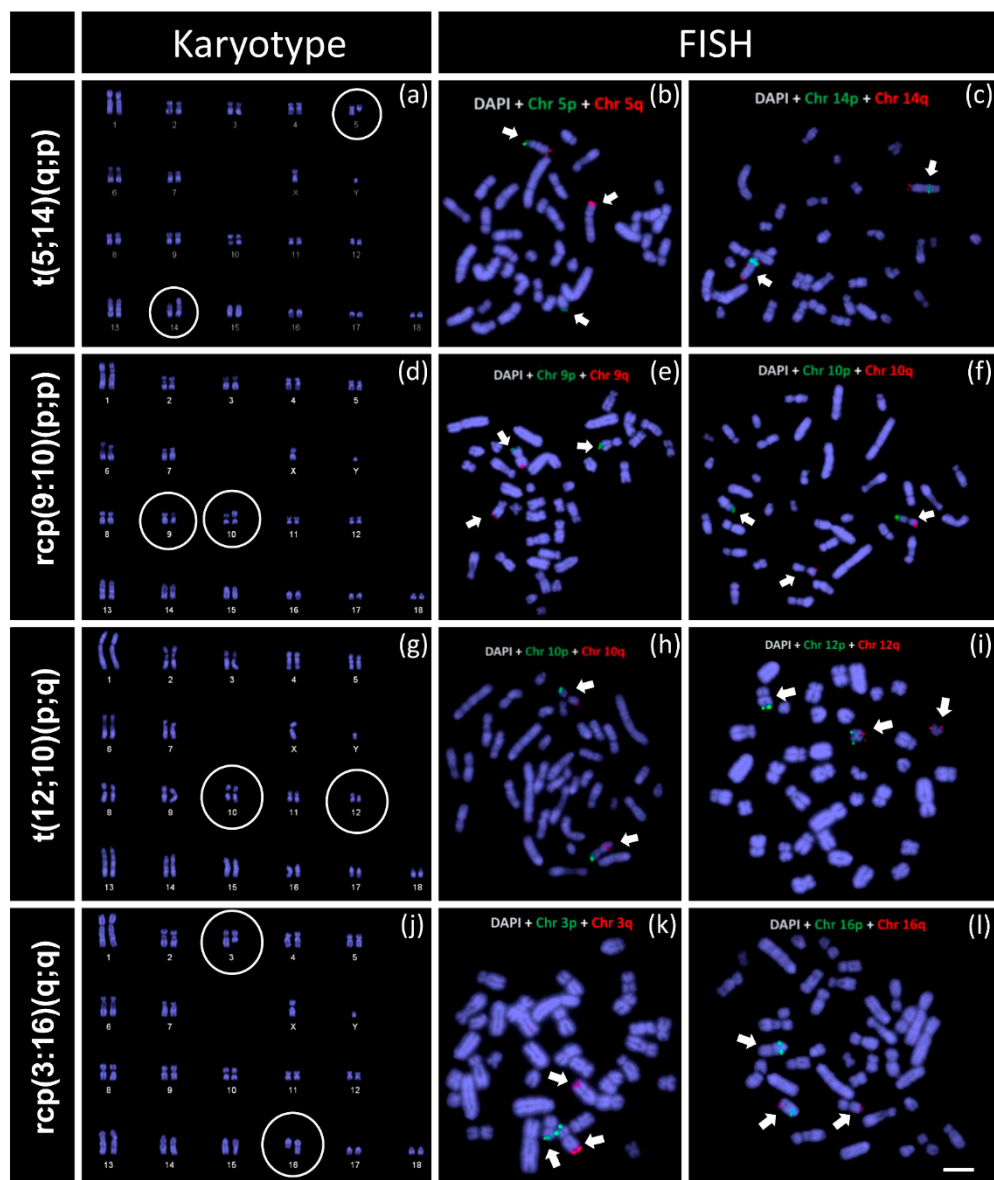 Karyotype
FISH
t(5;14)(q;p)
(a)
1 2 3 4 5
6 7 X Y
8 9 10 11 12
13 14 15 16 17 18
DAPI + Chr 5p + Chr 5q
(b)
DAPI + Chr 14p + Chr 14q
(c)
rcp(9:10)(p;p)
(d)
1 2 3 4 5
6 7 X Y
8 9 10 11 12
13 14 15 16 17 18
DAPI + Chr 9p + Chr 9q
(e)
DAPI + Chr 10p + Chr 10q
(f)
t(12;10)(p;q)
(g)
1 2 3 4 5
6 7 X Y
8 9 10 11 12
13 14 15 16 17 18
DAPI + Chr 10p + Chr 10q
(h)
DAPI + Chr 12p + Chr 12q
(i)
rcp(3:16)(q;q)
(j)
1 2 3 4 5
6 7 X Y
8 9 10 11 12
13 14 15 16 17 18
DAPI + Chr 3p + Chr 3q
(k)
DAPI + Chr 16p + Chr 16q
(l)